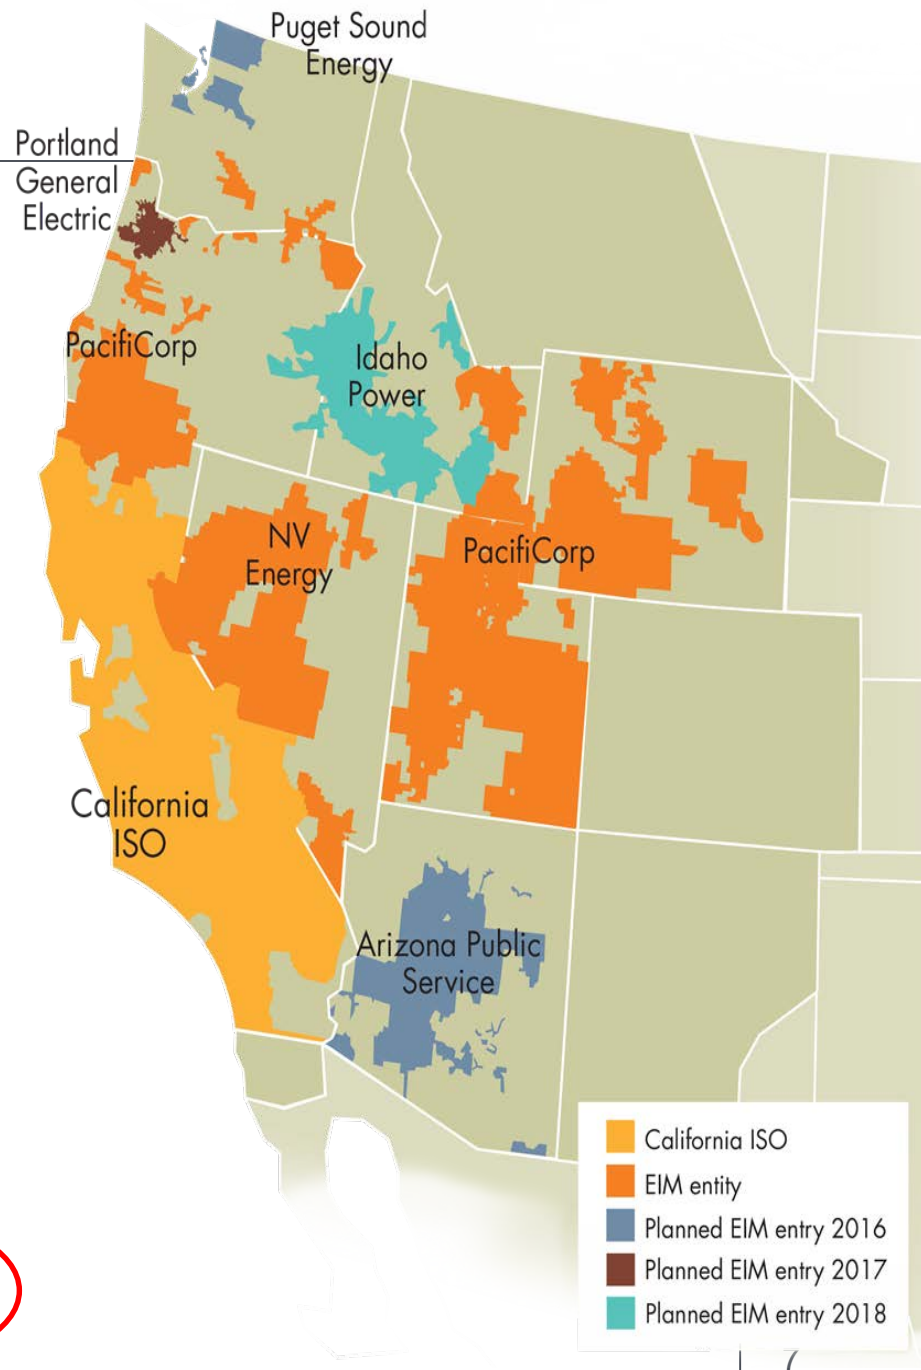 Puget Sound
Energy
Portland
General
Electric
PacifiCorp
Idaho
Power
NV
Energy
PacifiCorp
California
ISO
Arizona Public
Service
California ISO
EIM entity
Planned EIM entry 2016
Planned EIM entry 2017
Planned EIM entry 2018